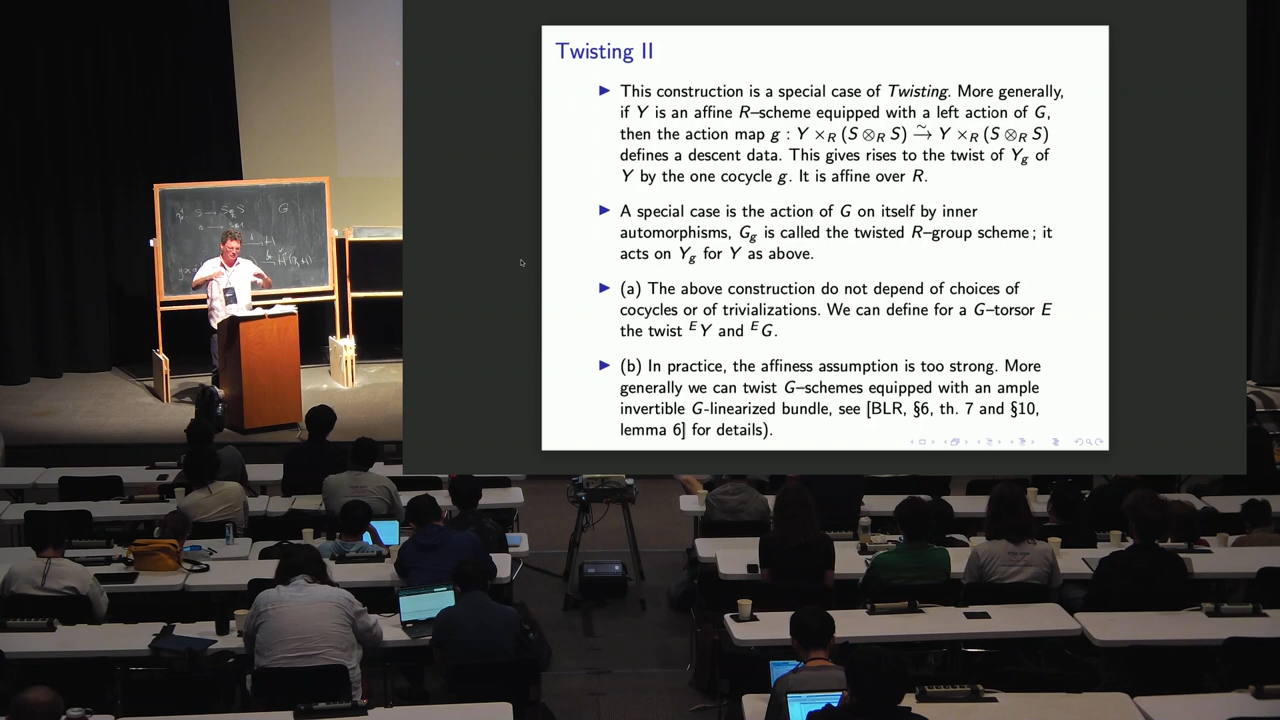 Twisting II
▶ This construction is a special case of Twisting. More generally,
if Y is an affine R–scheme equipped with a left action of G,
then the action map g : Y ×_R (S ⊗_R S) →~ Y ×_R (S ⊗_R S)
defines a descent data. This gives rises to the twist of Y_g of
Y by the one cocycle g. It is affine over R.
▶ A special case is the action of G on itself by inner
automorphisms, G_g is called the twisted R–group scheme ; it
acts on Y_g for Y as above.
▶ (a) The above construction do not depend of choices of
cocycles or of trivializations. We can define for a G–torsor E
the twist ^E Y and ^E G.
▶ (b) In practice, the affiness assumption is too strong. More
generally we can twist G–schemes equipped with an ample
invertible G-linearized bundle, see [BLR, §6, th. 7 and §10,
lemma 6] for details).
G